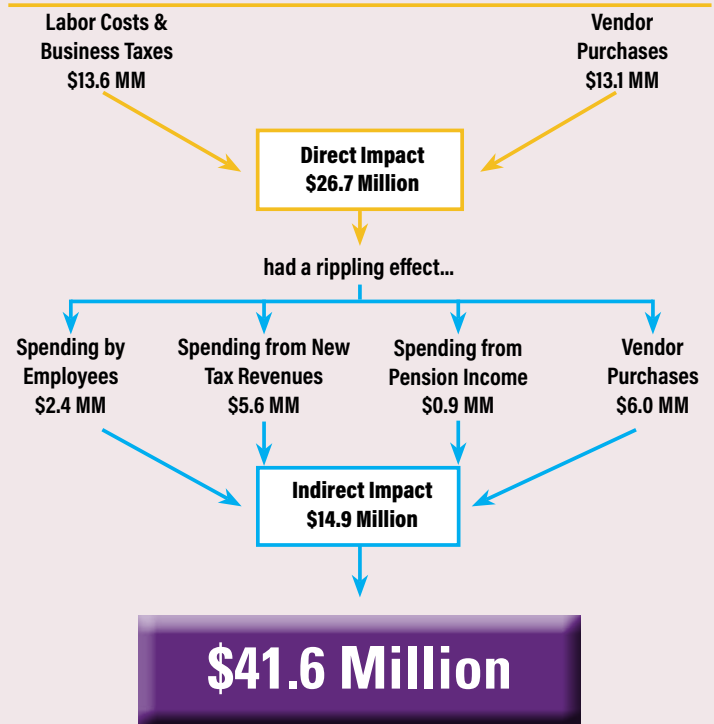 Labor Costs &
Business Taxes
$13.6 MM
Vendor
Purchases
$13.1 MM
Direct Impact
$26.7 Million
had a rippling effect...
Spending by
Employees
$2.4 MM
Spending from New
Tax Revenues
$5.6 MM
Spending from
Pension Income
$0.9 MM
Vendor
Purchases
$6.0 MM
Indirect Impact
$14.9 Million
$41.6 Million